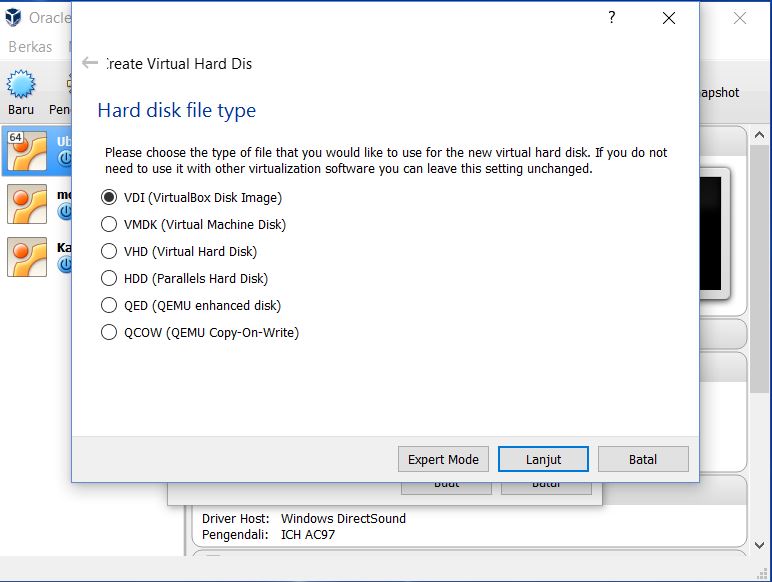 Oracle
Berkas
Create Virtual Hard Dis
Baru
Pen
apshot
Hard disk file type
64
Ub
Please choose the type of file that you would like to use for the new virtual hard disk. If you do not
need to use it with other virtualization software you can leave this setting unchanged.
VDI (VirtualBox Disk Image)
VMDK (Virtual Machine Disk)
VHD (Virtual Hard Disk)
Ka
HDD (Parallels Hard Disk)
QED (QEMU enhanced disk)
QCOW (QEMU Copy-On-Write)
Expert Mode
Lanjut
Batal
Buat
Batal
Driver Host: Windows DirectSound
Pengendali: ICH AC97